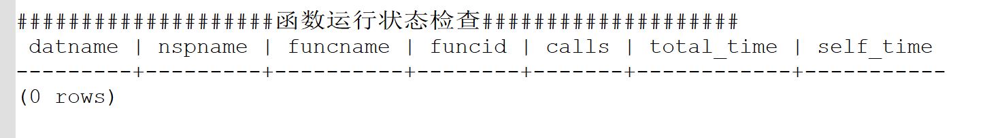 ####################函数运行状态检查####################
 datname | nspname | funcname | funcid | calls | total_time | self_time
---------+---------+----------+--------+-------+------------+-----------
(0 rows)